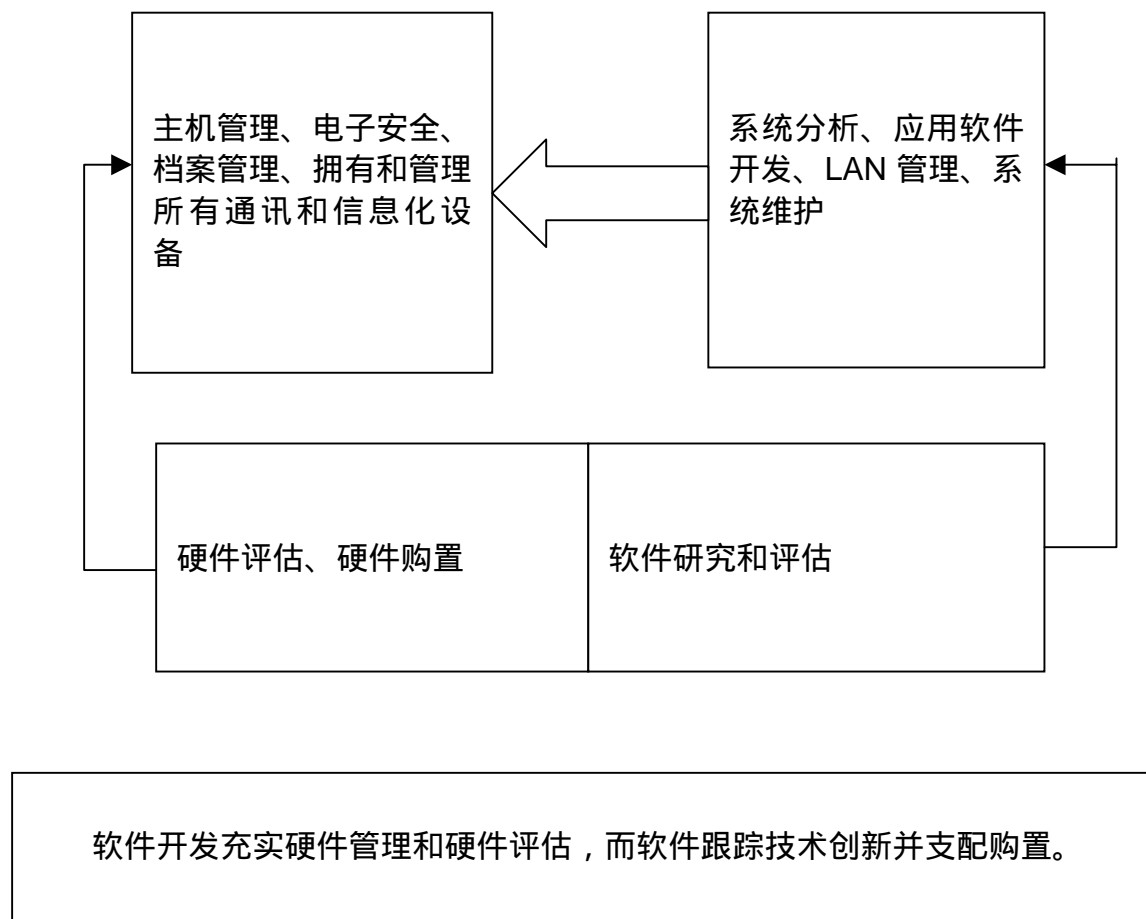 主机管理、电子安全、
档案管理、拥有和管理
所有通讯和信息化设
备
系统分析、应用软件
开发、LAN 管理、系
统维护
硬件评估、硬件购置
软件研究和评估
软件开发充实硬件管理和硬件评估，而软件跟踪技术创新并支配购置。